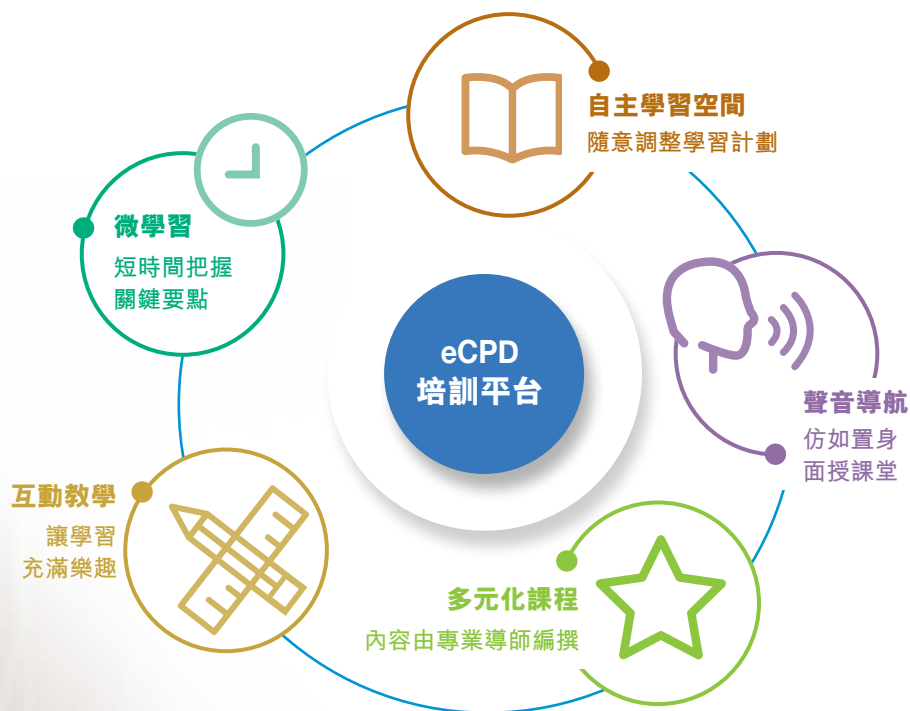 自主學習空間
隨意調整學習計劃
微學習
短時間把握
關鍵要點
eCPD
培訓平台
聲音導航
仿如置身
面授課堂
互動教學
讓學習
充滿樂趣
多元化課程
內容由專業導師編撰